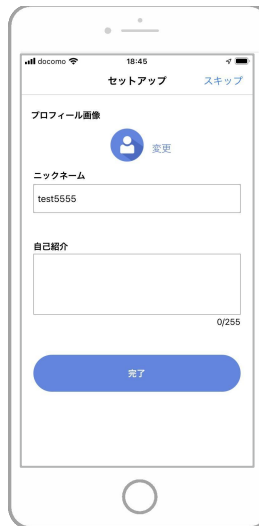 docomo 18:45
セットアップ スキップ
プロフィール画像
変更
ニックネーム
test5555
自己紹介
0/255
完了